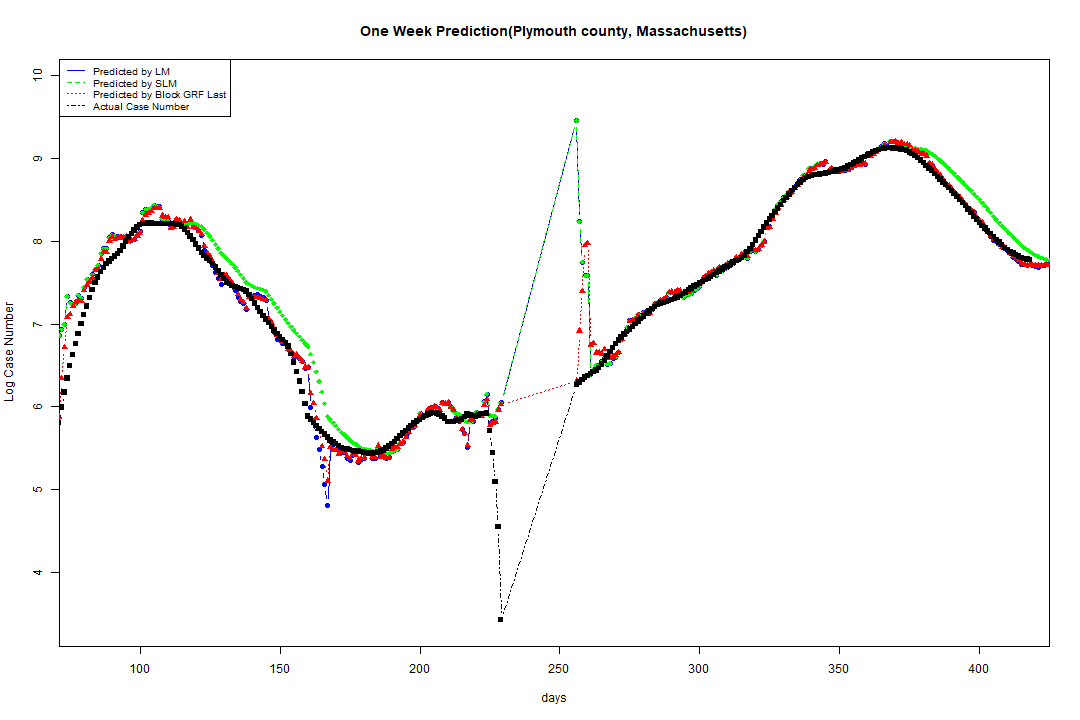 One Week Prediction(Plymouth county, Massachusetts)
Predicted by LM
Predicted by SLM
Predicted by Block GRF Last
Actual Case Number
10
9
8
7
6
5
4
Log Case Number
100 150 200 250 300 350 400
days